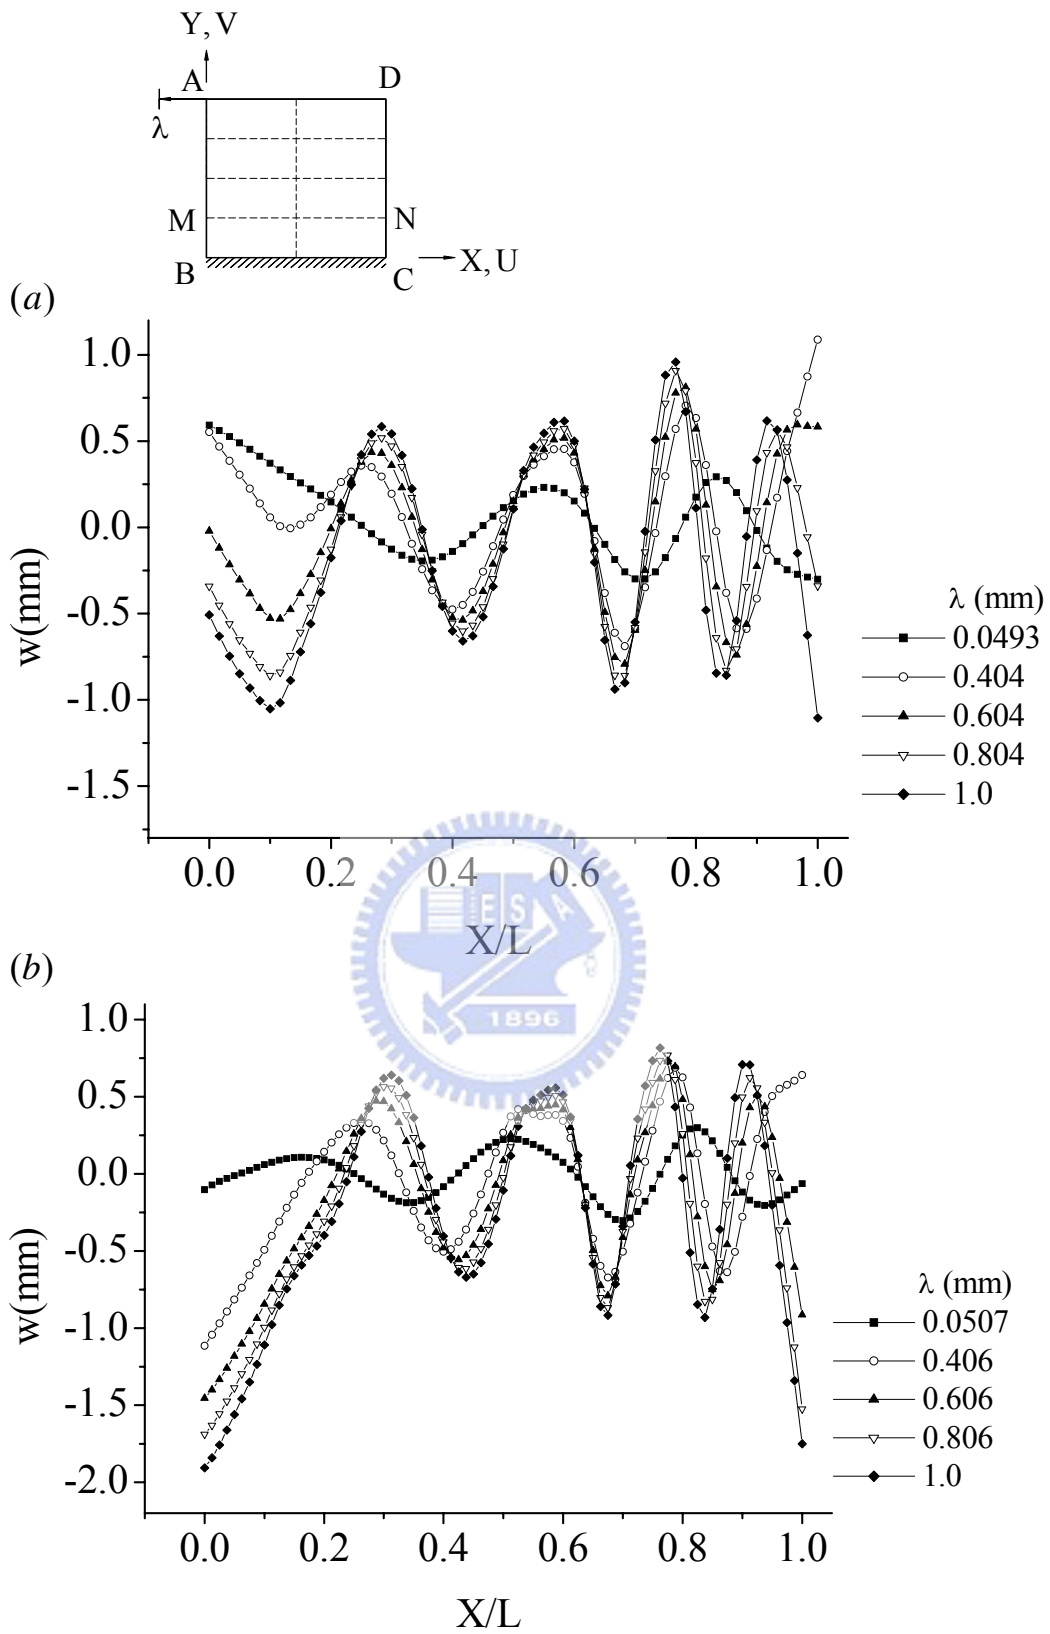 Y, V
A
D
λ
M
N
B
C
X, U
(a)
1.0
0.5
0.0
-0.5
-1.0
-1.5
w(mm)
λ (mm)
0.0493
0.404
0.604
0.804
1.0
0.0
0.2
0.4
0.6
0.8
1.0
X/L
E S A
1896
(b)
1.0
0.5
0.0
-0.5
-1.0
-1.5
-2.0
w(mm)
λ (mm)
0.0507
0.406
0.606
0.806
1.0
0.0
0.2
0.4
0.6
0.8
1.0
X/L